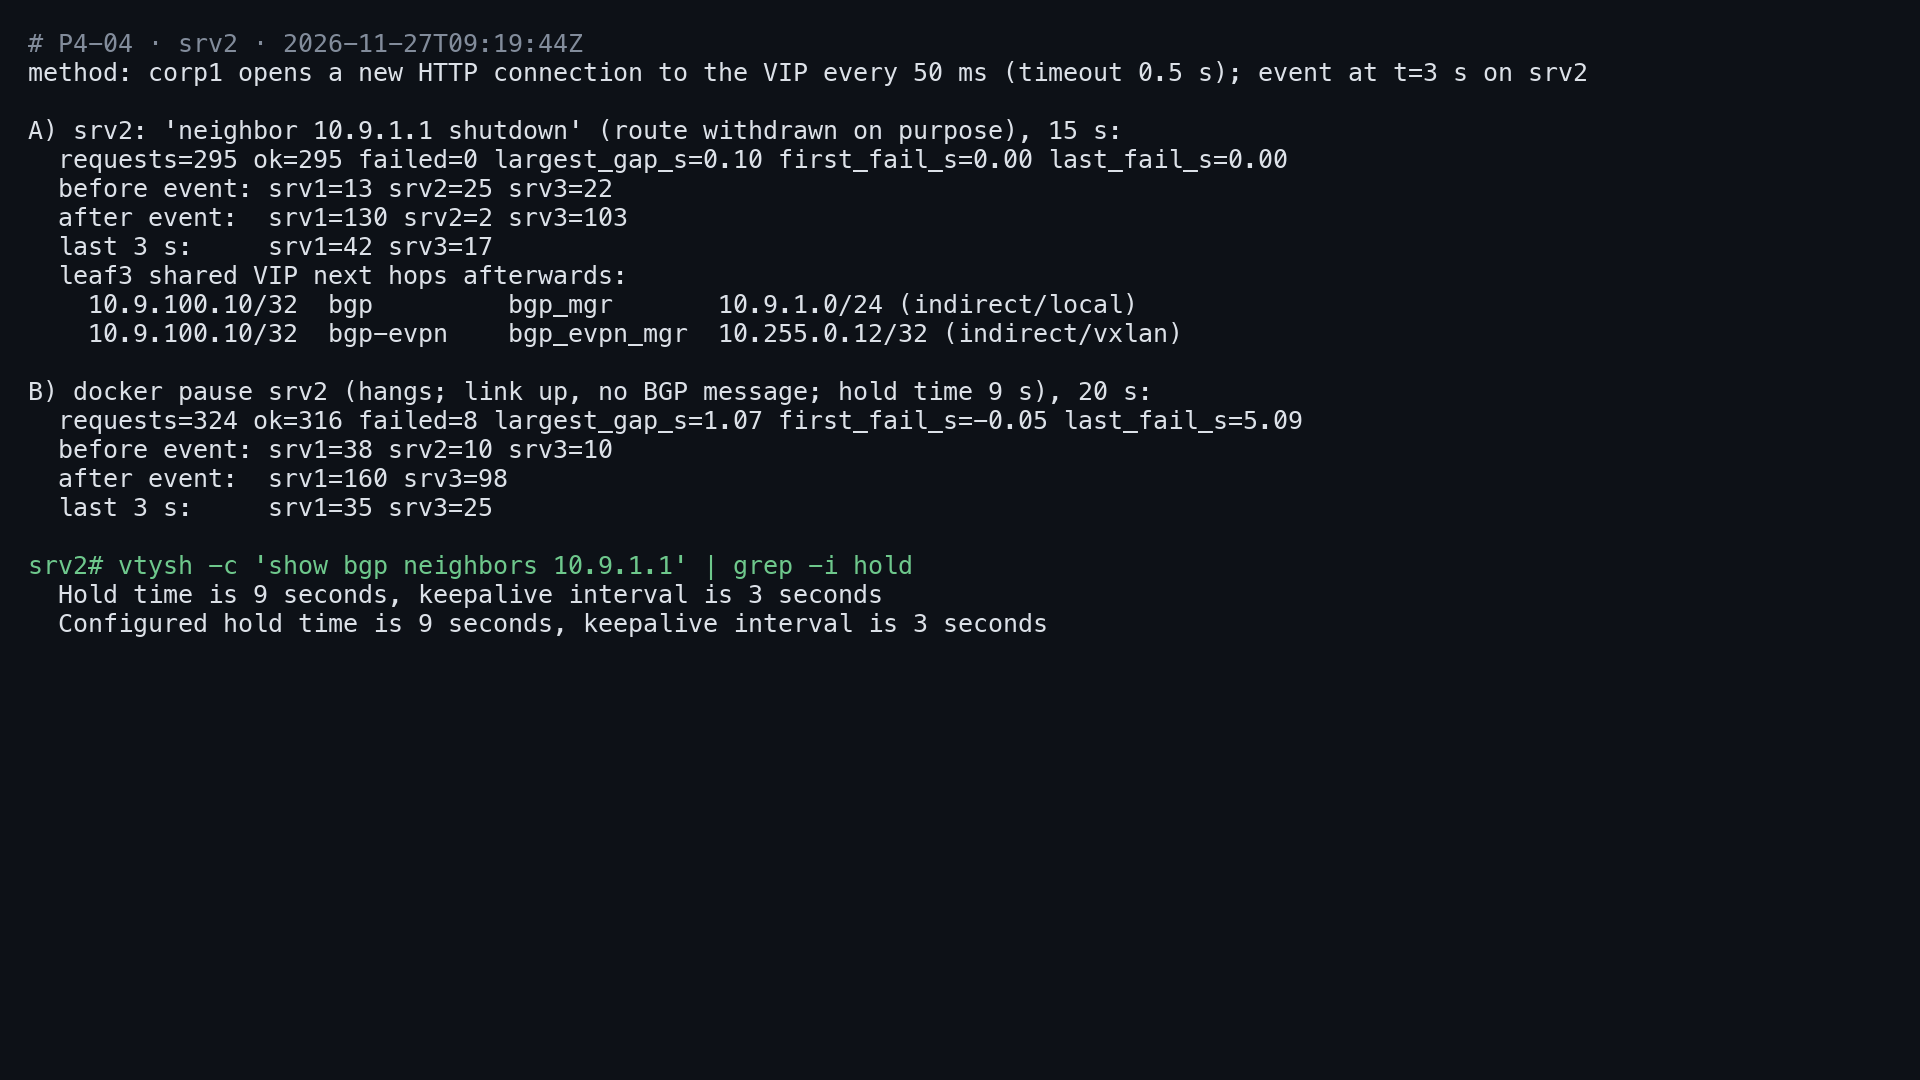 # P4−04 · srv2 · 2026−11−27T09:19:44Z
method: corp1 opens a new HTTP connection to the VIP every 50 ms (timeout 0.5 s); event at t=3 s on srv2
A) srv2: 'neighbor 10.9.1.1 shutdown' (route withdrawn on purpose), 15 s:
requests=295 ok=295 failed=0 largest_gap_s=0.10 first_fail_s=0.00 last_fail_s=0.00
before event: srv1=13 srv2=25 srv3=22
after event:  srv1=130 srv2=2 srv3=103
last 3 s:     srv1=42 srv3=17
leaf3 shared VIP next hops afterwards:
10.9.100.10/32  bgp         bgp_mgr       10.9.1.0/24 (indirect/local)
10.9.100.10/32  bgp−evpn    bgp_evpn_mgr  10.255.0.12/32 (indirect/vxlan)
B) docker pause srv2 (hangs; link up, no BGP message; hold time 9 s), 20 s:
requests=324 ok=316 failed=8 largest_gap_s=1.07 first_fail_s=−0.05 last_fail_s=5.09
before event: srv1=38 srv2=10 srv3=10
after event:  srv1=160 srv3=98
last 3 s:     srv1=35 srv3=25
srv2# vtysh −c 'show bgp neighbors 10.9.1.1' | grep −i hold
Hold time is 9 seconds, keepalive interval is 3 seconds
Configured hold time is 9 seconds, keepalive interval is 3 seconds